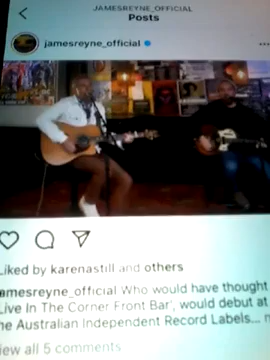 JAMESREYNE_OFFICIAL
Posts
jamesreyne_official
Liked by karenastill and others
jamesreyne_official Who would have thought
Live In The Corner Front Bar', would debut at
he Australian Independent Record Labels...
iew all 5 comments